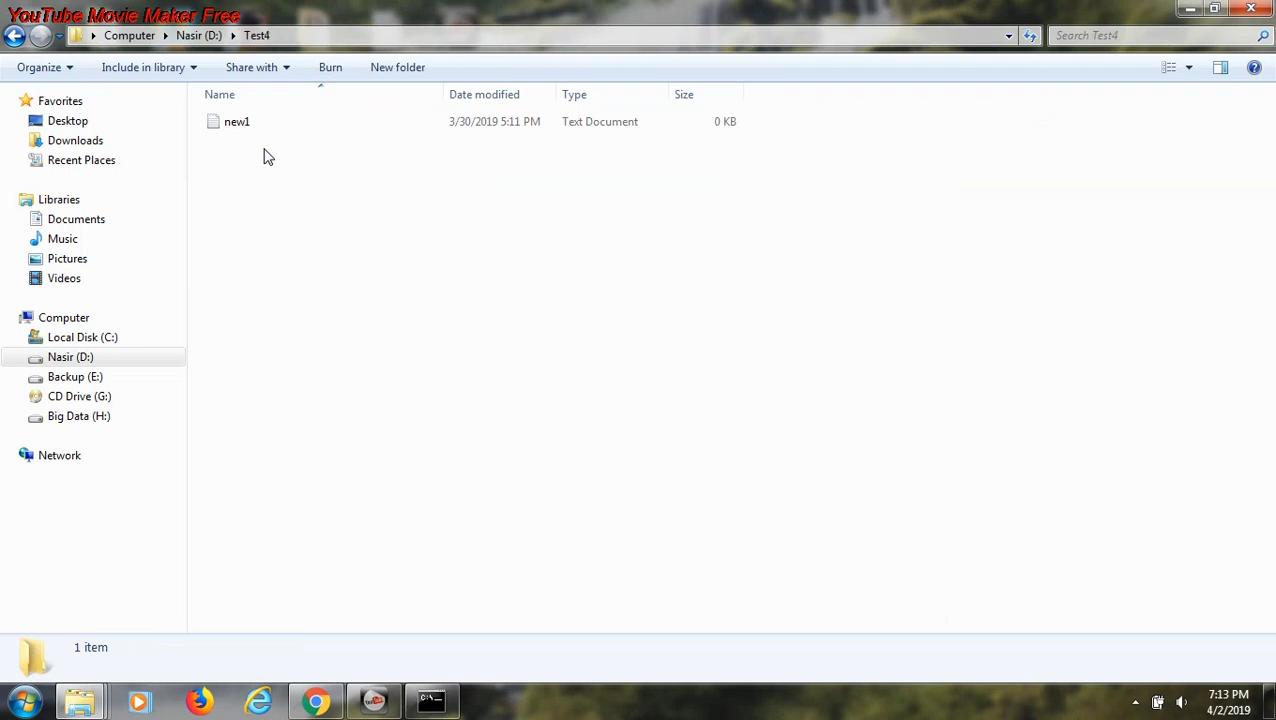 YouTube Movie Maker Free
Computer Nasir (D:) Test4 Search Test4
Organize Include in library Share with Burn New folder
Favorites
Desktop
Downloads
Recent Places
Libraries
Documents
Music
Pictures
Videos
Computer
Local Disk (C:)
Nasir (D:)
Backup (E:)
CD Drive (G:)
Big Data (H:)
Network
Name Date modified Type Size
new1 3/30/2019 5:11 PM Text Document 0 KB
1 item
C:\
7:13 PM
4/2/2019